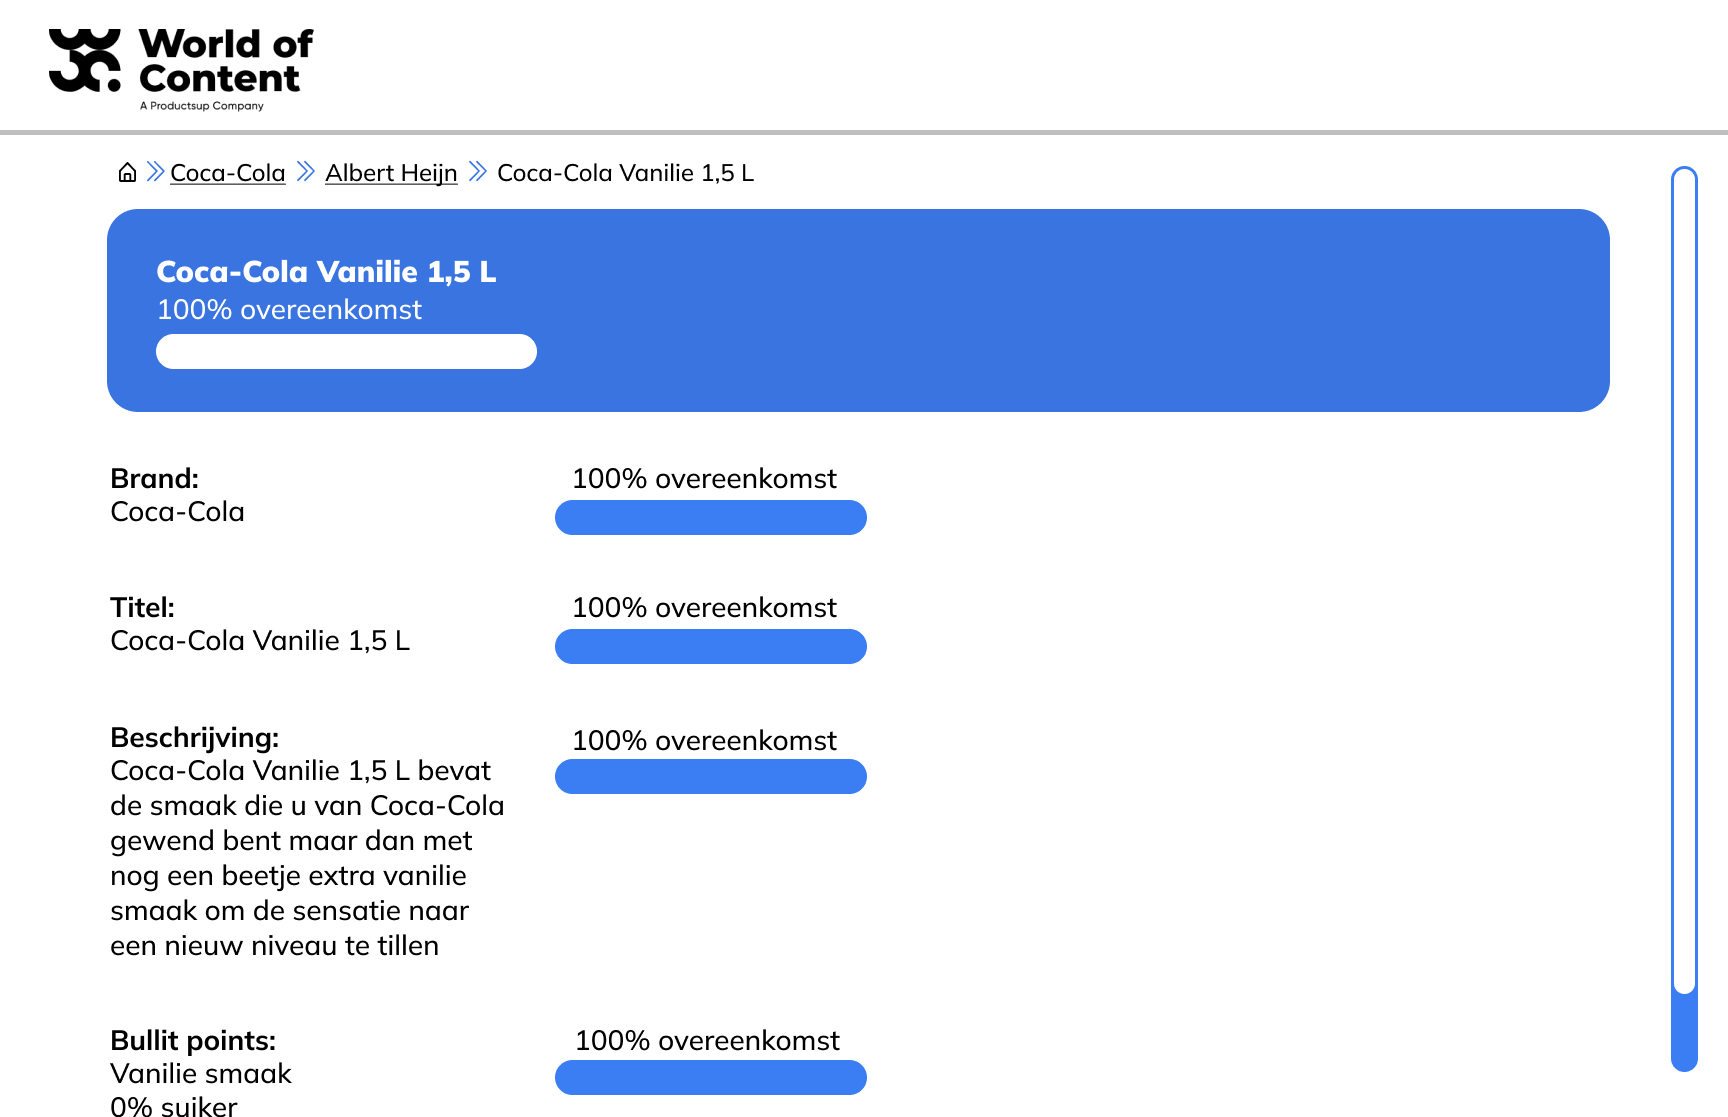 World of
Content
A Productsup Company
Coca-Cola Albert Heijn Coca-Cola Vanilie 1,5 L
Coca-Cola Vanilie 1,5 L
100% overeenkomst
Brand:
Coca-Cola
100% overeenkomst
Titel:
Coca-Cola Vanilie 1,5 L
100% overeenkomst
Beschrijving:
Coca-Cola Vanilie 1,5 L bevat
de smaak die u van Coca-Cola
gewend bent maar dan met
nog een beetje extra vanilie
smaak om de sensatie naar
een nieuw niveau te tillen
100% overeenkomst
Bullit points:
Vanilie smaak
0% suiker
100% overeenkomst